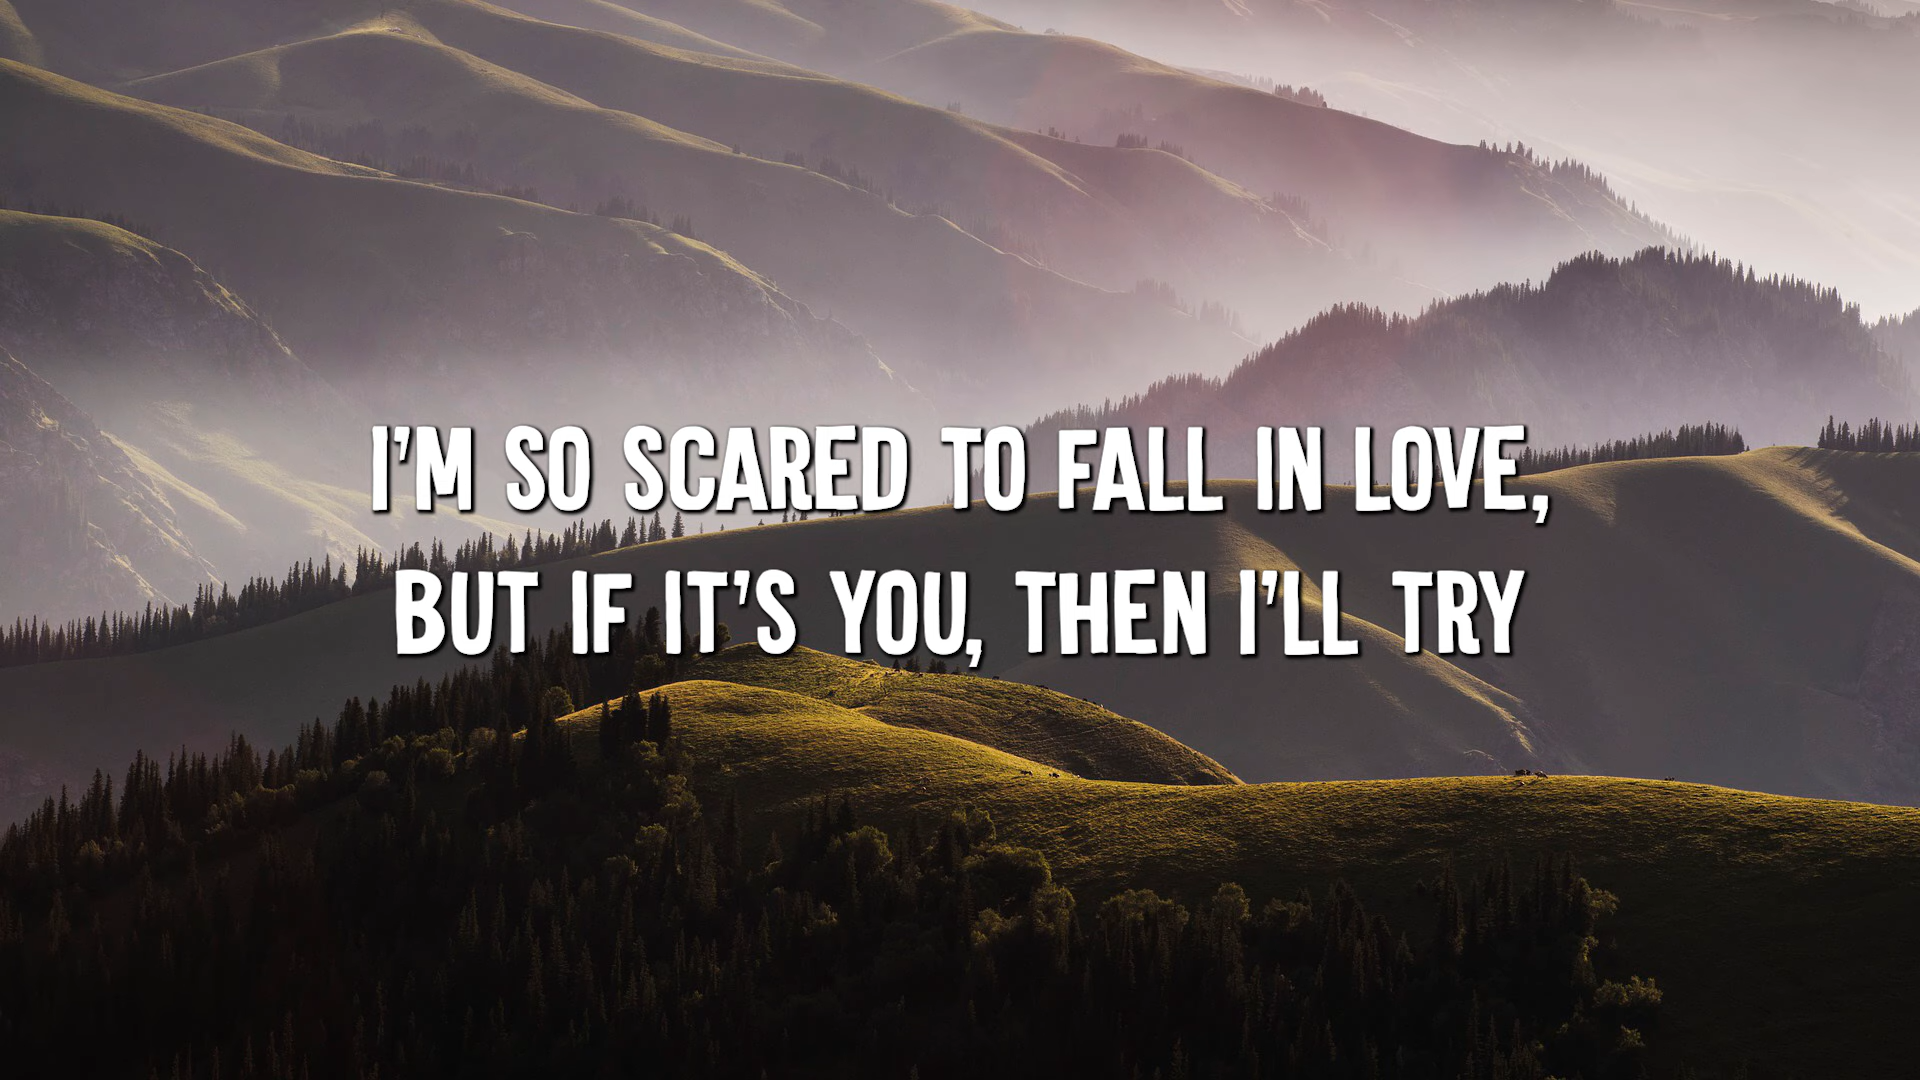 I'M SO SCARED TO FALL IN LOVE,
BUT IF IT'S YOU, THEN I'LL TRY